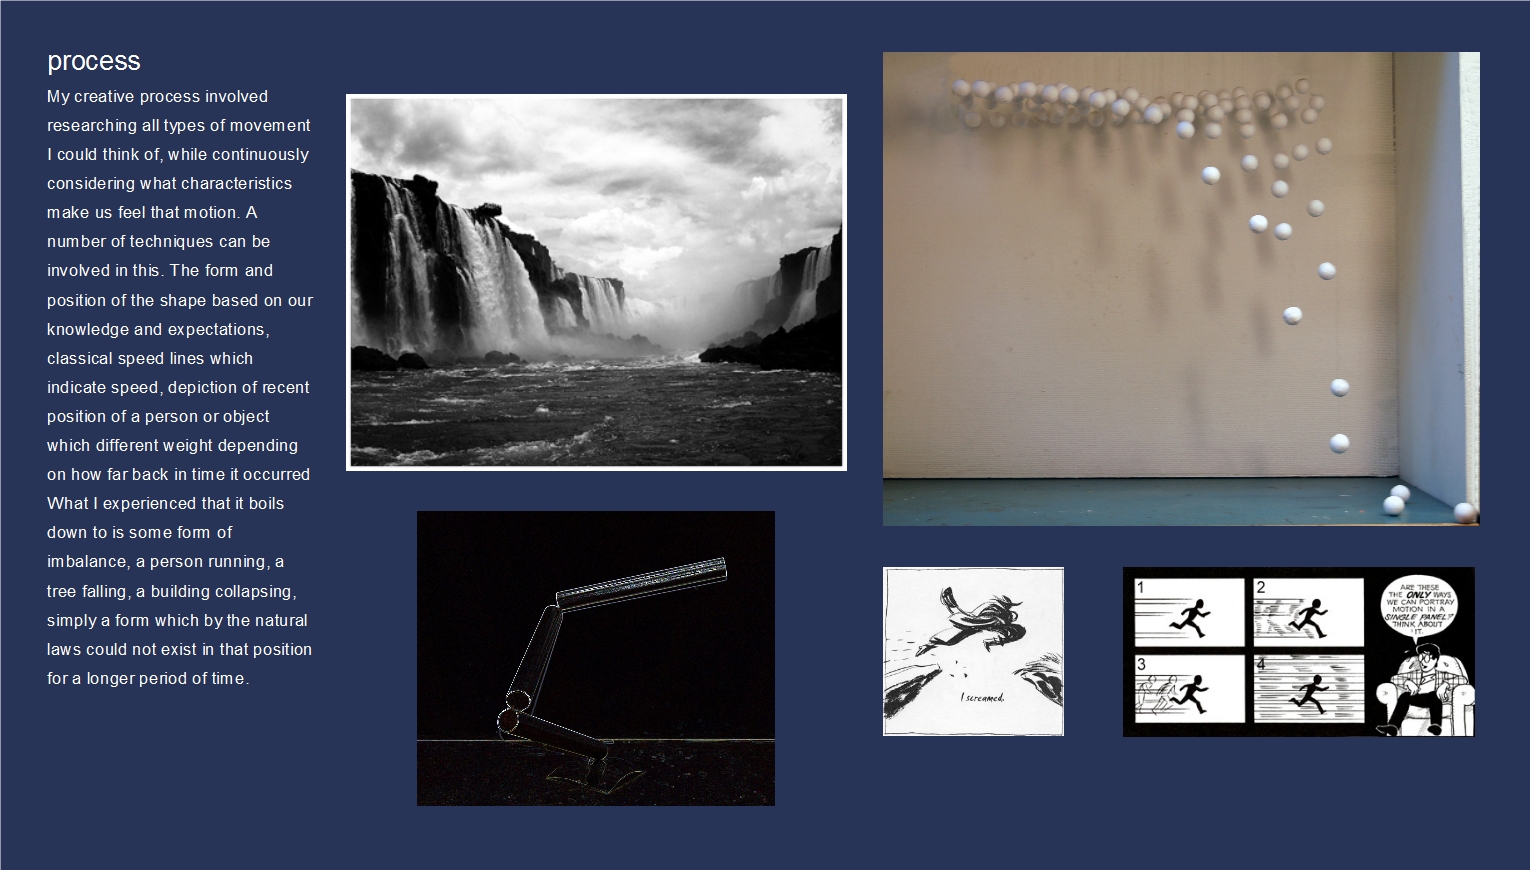 process
My creative process involved
researching all types of movement
I could think of, while continuously
considering what characteristics
make us feel that motion. A
number of techniques can be
involved in this. The form and
position of the shape based on our
knowledge and expectations,
classical speed lines which
indicate speed, depiction of recent
position of a person or object
which different weight depending
on how far back in time it occurred
What I experienced that it boils
down to is some form of
imbalance, a person running, a
tree falling, a building collapsing,
simply a form which by the natural
laws could not exist in that position
for a longer period of time.
I screamed.
1
2
3
4
ARE THESE
THE ONLY WAYS
WE CAN PORTRAY
MOTION IN A
SINGLE PANEL?
THINK ABOUT
IT.